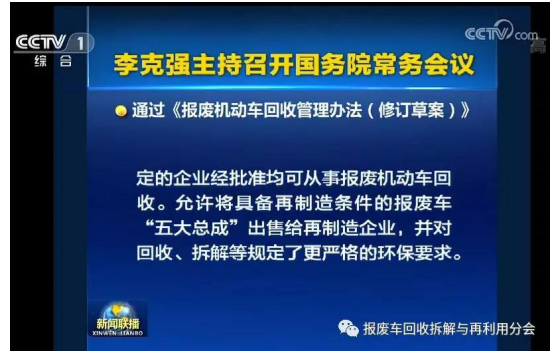 CCTV 1
综合
CCTV com
高
李克强主持召开国务院常务会议
通过《报废机动车回收管理办法（修订草案）》
定的企业经批准均可从事报废机动车回
收。允许将具备再制造条件的报废车
“五大总成”出售给再制造企业，并对
回收、拆解等规定了更严格的环保要求。
新闻联播
XINWEN LIANBO
报废车回收拆解与再利用分会